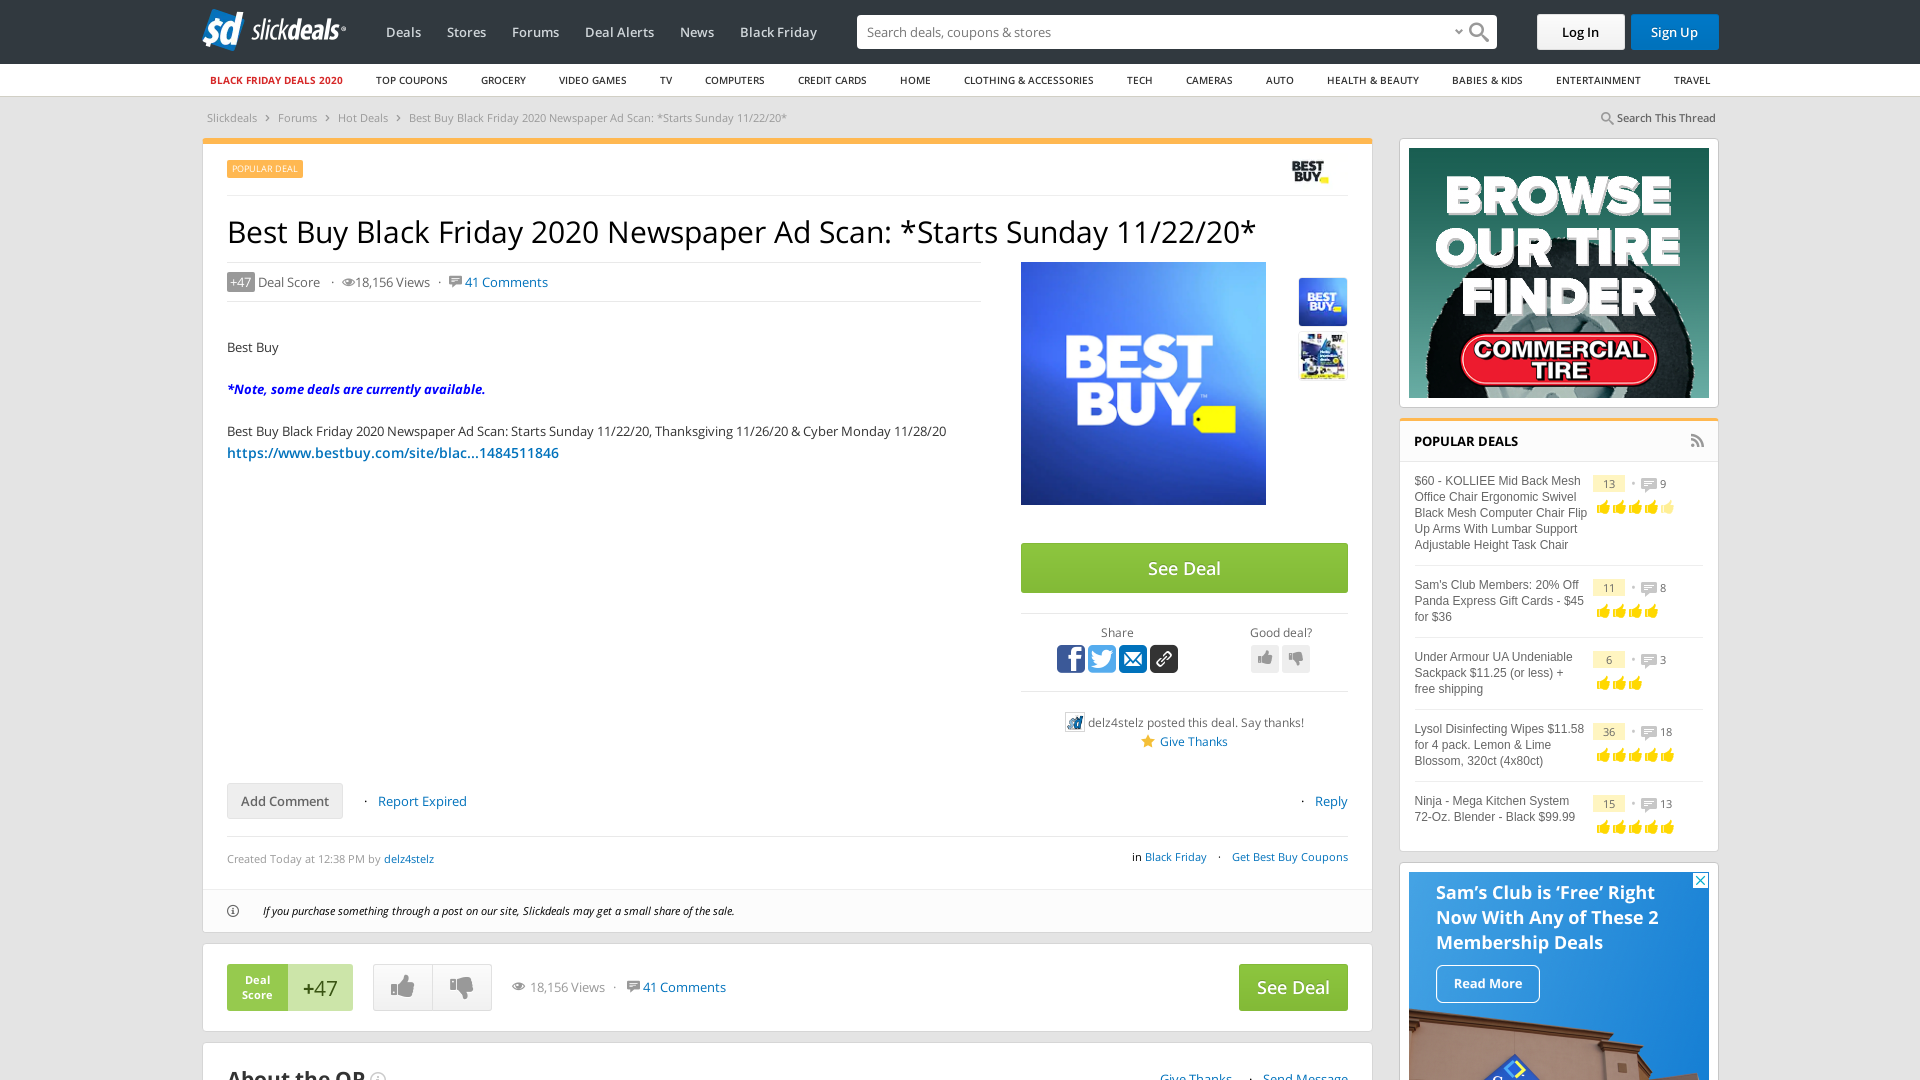 slickdeals
Deals
Stores
Forums
Deal Alerts
News
Black Friday
Search deals, coupons & stores
Log In
Sign Up
BLACK FRIDAY DEALS 2020
TOP COUPONS
GROCERY
VIDEO GAMES
TV
COMPUTERS
CREDIT CARDS
HOME
CLOTHING & ACCESSORIES
TECH
CAMERAS
AUTO
HEALTH & BEAUTY
BABIES & KIDS
ENTERTAINMENT
TRAVEL
Slickdeals › Forums › Hot Deals › Best Buy Black Friday 2020 Newspaper Ad Scan: *Starts Sunday 11/22/20*
Search This Thread
POPULAR DEAL
BEST
BUY
Best Buy Black Friday 2020 Newspaper Ad Scan: *Starts Sunday 11/22/20*
+47 Deal Score · 18,156 Views · 41 Comments
Best Buy
*Note, some deals are currently available.
Best Buy Black Friday 2020 Newspaper Ad Scan: Starts Sunday 11/22/20, Thanksgiving 11/26/20 & Cyber Monday 11/28/20
https://www.bestbuy.com/site/blac...1484511846
BEST
BUY
BEST
BUY
See Deal
Share
Good deal?
delz4stelz posted this deal. Say thanks!
Give Thanks
Add Comment
· Report Expired
· Reply
Created Today at 12:38 PM by delz4stelz
in Black Friday · Get Best Buy Coupons
If you purchase something through a post on our site, Slickdeals may get a small share of the sale.
Deal
Score
+47
18,156 Views · 41 Comments
See Deal
About the OP
Give Thanks · Send Message
BROWSE
OUR TIRE
FINDER
COMMERCIAL
TIRE
POPULAR DEALS
$60 - KOLLIEE Mid Back Mesh
Office Chair Ergonomic Swivel
Black Mesh Computer Chair Flip
Up Arms With Lumbar Support
Adjustable Height Task Chair
13 • 9
Sam's Club Members: 20% Off
Panda Express Gift Cards - $45
for $36
11 • 8
Under Armour UA Undeniable
Sackpack $11.25 (or less) +
free shipping
6 • 3
Lysol Disinfecting Wipes $11.58
for 4 pack. Lemon & Lime
Blossom, 320ct (4x80ct)
36 • 18
Ninja - Mega Kitchen System
72-Oz. Blender - Black $99.99
15 • 13
Sam's Club is 'Free' Right
Now With Any of These 2
Membership Deals
Read More